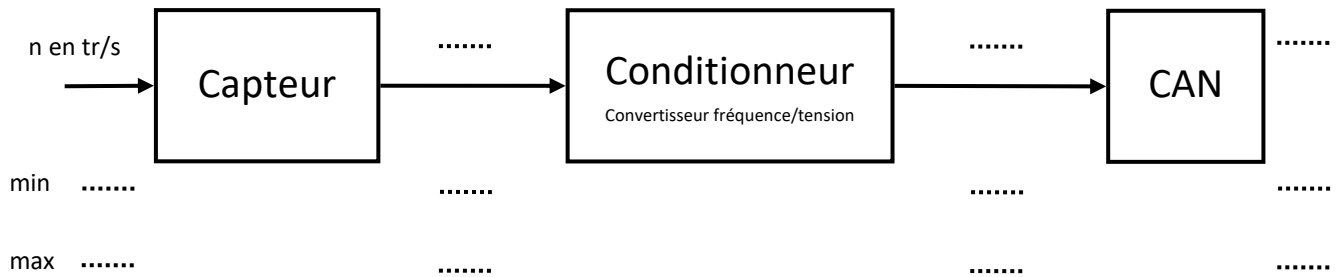 n en tr/s ....... ....... .......
Capteur
Conditionneur
Convertisseur fréquence/tension
CAN
min ....... ....... ....... .......
max ....... ....... ....... .......